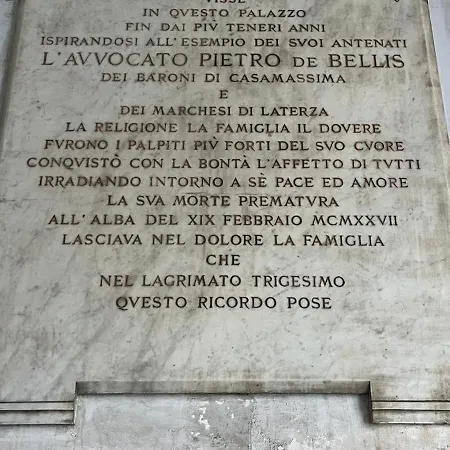 VISSE
IN QVESTO PALAZZO
FIN DAI PIÙ TENERI ANNI
ISPIRANDOSI ALL'ESEMPIO DEI SVOI ANTENATI
L'AVVOCATO PIETRO DE BELLIS
DEI BARONI DI CASAMASSIMA
E
DEI MARCHESI DI LATERZA
LA RELIGIONE LA FAMIGLIA IL DOVERE
FVRONO I PALPITI PIÙ FORTI DEL SVO CVORE
CONQVISTÒ CON LA BONTÀ L'AFFETTO DI TVTTI
IRRADIANDO INTORNO A SÈ PACE ED AMORE
LA SVA MORTE PREMATVRA
ALL'ALBA DEL XIX FEBBRAIO MCMXXVII
LASCIAVA NEL DOLORE LA FAMIGLIA
CHE
NEL LAGRIMATO TRIGESIMO
QVESTO RICORDO POSE